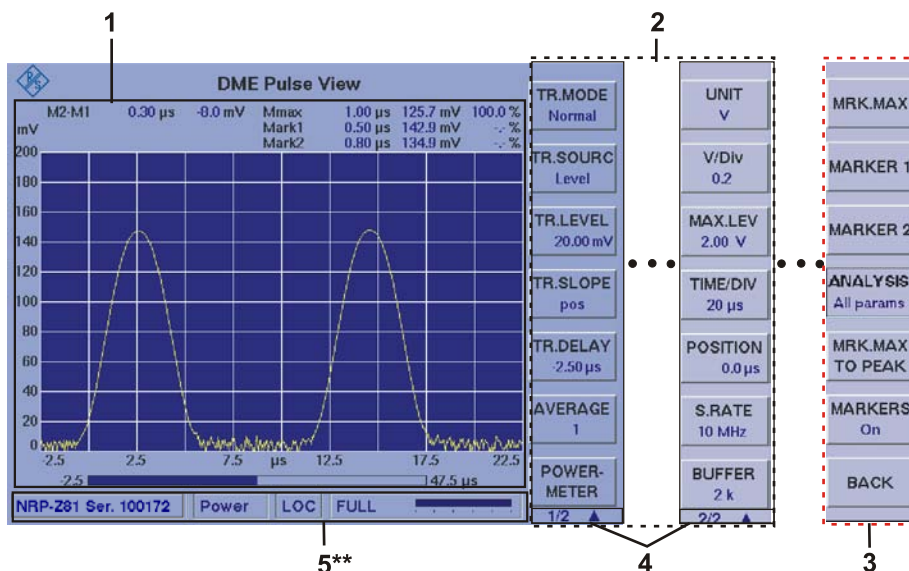 1
2
R/S
DME Pulse View
M2-M1 0.30 µs -8.0 mV Mmax 1.00 µs 125.7 mV 100.0 %
Mark1 0.50 µs 142.9 mV -.- %
Mark2 0.80 µs 134.9 mV -.- %
mV
200
180
160
140
120
100
80
60
40
20
0
-2.5 2.5 7.5 µs 12.5 17.5 22.5
-2.5 47.5 µs
NRP-Z81 Ser. 100172 Power LOC FULL
TR.MODE
Normal
TR.SOURC
Level
TR.LEVEL
20.00 mV
TR.SLOPE
pos
TR.DELAY
-2.50 µs
AVERAGE
1
POWER-
METER
1/2 ▲
UNIT
V
V/Div
0.2
MAX.LEV
2.00 V
TIME/DIV
20 µs
POSITION
0.0 µs
S.RATE
10 MHz
BUFFER
2 k
2/2 ▲
MRK.MAX
MARKER 1
MARKER 2
ANALYSIS
All params
MRK.MAX
TO PEAK
MARKERS
On
BACK
5**
4
3